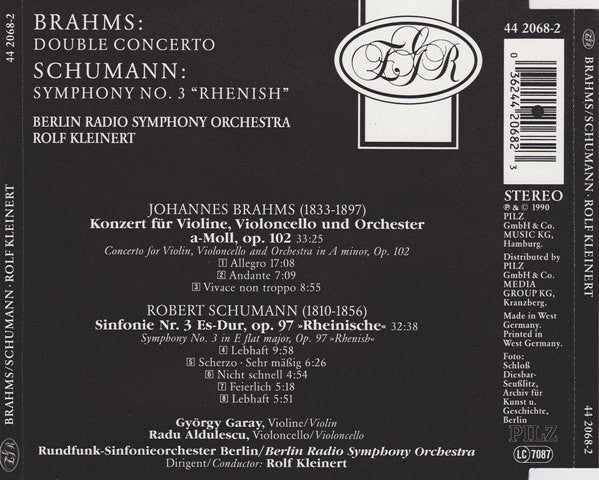 44 2068-2
BRAHMS/SCHUMANN · ROLF KLEINERT
BRAHMS:
DOUBLE CONCERTO
SCHUMANN:
SYMPHONY NO. 3 “RHENISH”
BERLIN RADIO SYMPHONY ORCHESTRA
ROLF KLEINERT
JOHANNES BRAHMS (1833-1897)
Konzert für Violine, Violoncello und Orchester
a-Moll, op. 102 33:25
Concerto for Violin, Violoncello and Orchestra in A minor, Op. 102
1 Allegro 17:08
2 Andante 7:09
3 Vivace non troppo 8:55
ROBERT SCHUMANN (1810-1856)
Sinfonie Nr. 3 Es-Dur, op. 97 »Rheinische« 32:38
Symphony No. 3 in E flat major, Op. 97 »Rhenish«
4 Lebhaft 9:58
5 Scherzo · Sehr mäßig 6:26
6 Nicht schnell 4:54
7 Feierlich 5:18
8 Lebhaft 5:51
György Garay, Violine/Violin
Radu Aldulescu, Violoncello/Violoncello
Rundfunk-Sinfonieorchester Berlin/Berlin Radio Symphony Orchestra
Dirigent/Conductor: Rolf Kleinert
44 2068-2
0 36244 20682 3
STEREO
℗ & © 1990
PILZ
GmbH & Co.
MUSIC KG,
Hamburg.
Distributed by
PILZ
GmbH & Co.
MEDIA
GROUP KG,
Kranzberg.
Made in West
Germany.
Printed in
West Germany.
Foto:
Schloß
Diesbar-
Seußlitz,
Archiv für
Kunst u.
Geschichte,
Berlin
PILZ
LC 7087
BRAHMS/SCHUMANN · ROLF KLEINERT
44 2068-2